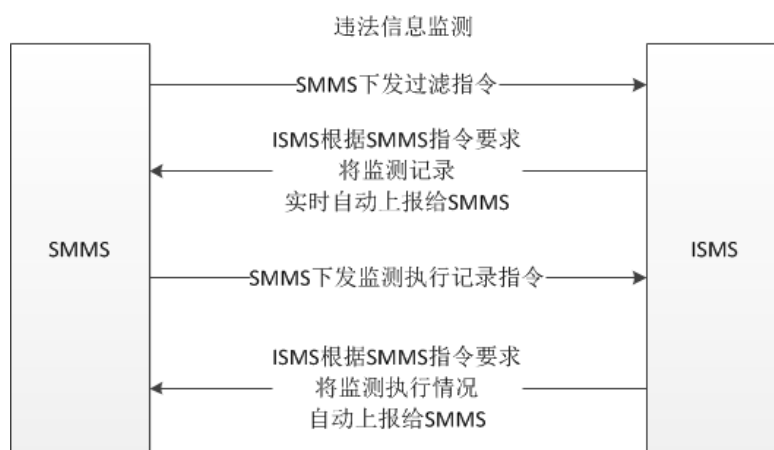 违法信息监测
SMMS下发过滤指令
ISMS根据SMMS指令要求
将监测记录
实时自动上报给SMMS
SMMS
ISMS
SMMS下发监测执行记录指令
ISMS根据SMMS指令要求
将监测执行情况
自动上报给SMMS